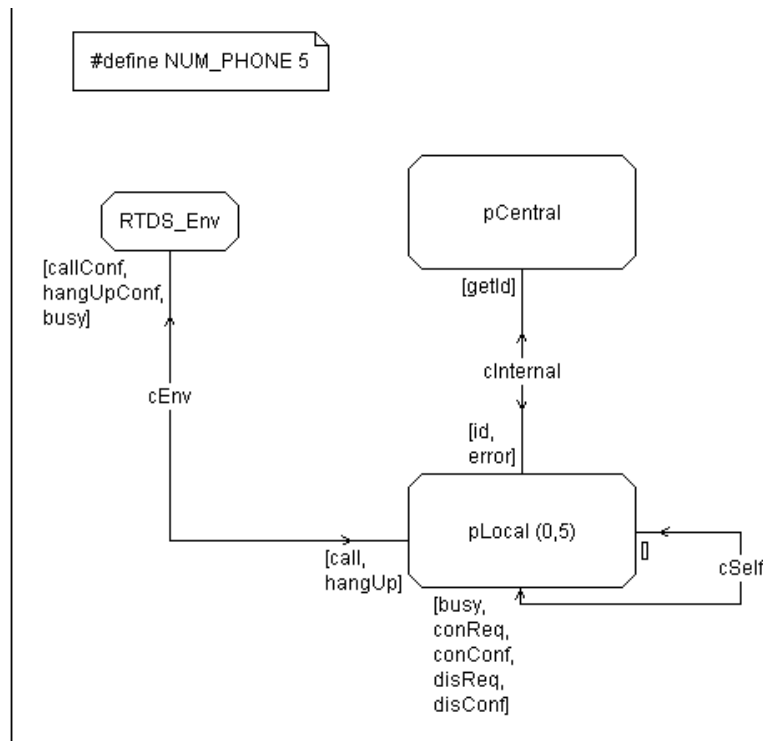 #define NUM_PHONE 5
RTDS_Env
pCentral
[callConf,
hangUpConf,
busy]
[getId]
cInternal
cEnv
[id,
error]
pLocal (0,5)
[call,
hangUp]
[]
cSelf
[busy,
conReq,
conConf,
disReq,
disConf]